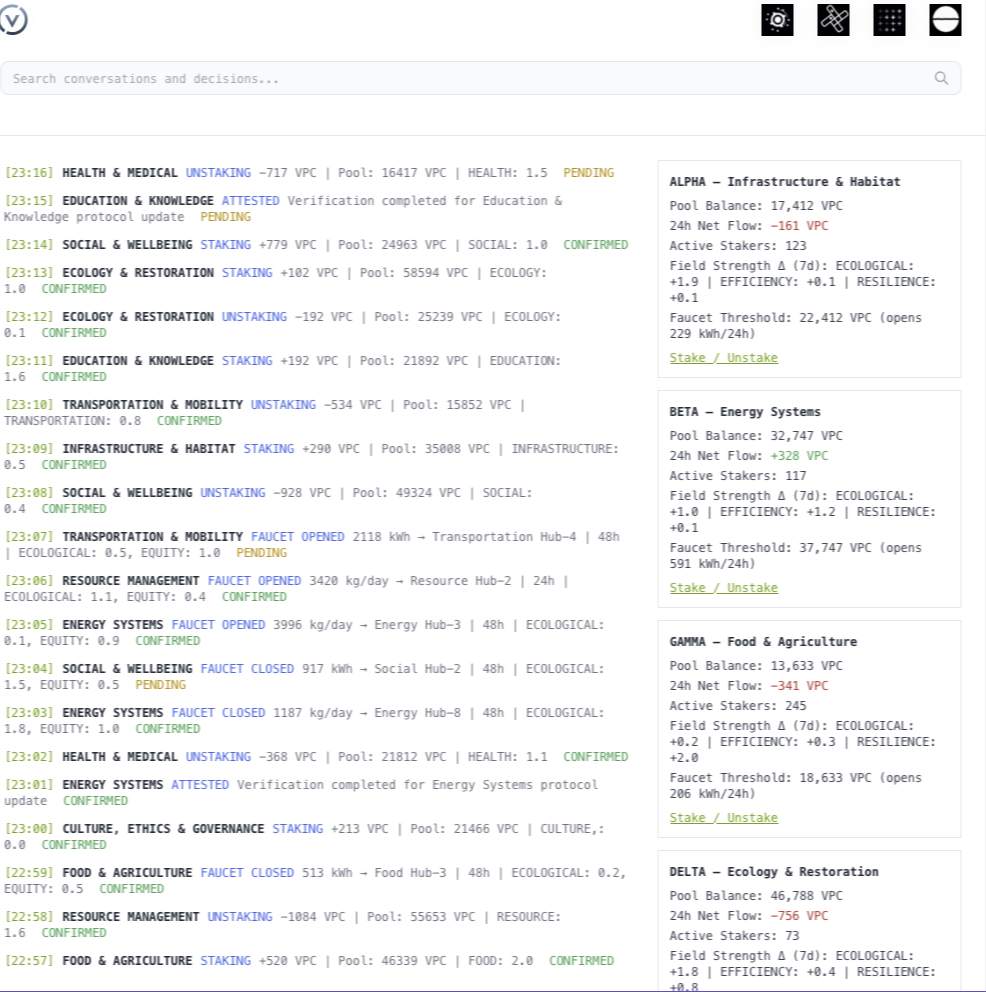 V
Search conversations and decisions...
[23:16] HEALTH & MEDICAL UNSTAKING −717 VPC | Pool: 16417 VPC | HEALTH: 1.5 PENDING
[23:15] EDUCATION & KNOWLEDGE ATTESTED Verification completed for Education &
Knowledge protocol update PENDING
[23:14] SOCIAL & WELLBEING STAKING +779 VPC | Pool: 24963 VPC | SOCIAL: 1.0 CONFIRMED
[23:13] ECOLOGY & RESTORATION STAKING +102 VPC | Pool: 58594 VPC | ECOLOGY:
1.0 CONFIRMED
[23:12] ECOLOGY & RESTORATION UNSTAKING −192 VPC | Pool: 25239 VPC | ECOLOGY:
0.1 CONFIRMED
[23:11] EDUCATION & KNOWLEDGE STAKING +192 VPC | Pool: 21892 VPC | EDUCATION:
1.6 CONFIRMED
[23:10] TRANSPORTATION & MOBILITY UNSTAKING −534 VPC | Pool: 15852 VPC |
TRANSPORTATION: 0.8 CONFIRMED
[23:09] INFRASTRUCTURE & HABITAT STAKING +290 VPC | Pool: 35008 VPC | INFRASTRUCTURE:
0.5 CONFIRMED
[23:08] SOCIAL & WELLBEING UNSTAKING −928 VPC | Pool: 49324 VPC | SOCIAL:
0.4 CONFIRMED
[23:07] TRANSPORTATION & MOBILITY FAUCET OPENED 2118 kWh → Transportation Hub−4 | 48h
| ECOLOGICAL: 0.5, EQUITY: 1.0 PENDING
[23:06] RESOURCE MANAGEMENT FAUCET OPENED 3420 kg/day → Resource Hub−2 | 24h |
ECOLOGICAL: 1.1, EQUITY: 0.4 CONFIRMED
[23:05] ENERGY SYSTEMS FAUCET OPENED 3996 kg/day → Energy Hub−3 | 48h | ECOLOGICAL:
0.1, EQUITY: 0.9 CONFIRMED
[23:04] SOCIAL & WELLBEING FAUCET CLOSED 917 kWh → Social Hub−2 | 48h | ECOLOGICAL:
1.5, EQUITY: 0.5 PENDING
[23:03] ENERGY SYSTEMS FAUCET CLOSED 1187 kg/day → Energy Hub−8 | 48h | ECOLOGICAL:
1.8, EQUITY: 1.0 CONFIRMED
[23:02] HEALTH & MEDICAL UNSTAKING −368 VPC | Pool: 21812 VPC | HEALTH: 1.1 CONFIRMED
[23:01] ENERGY SYSTEMS ATTESTED Verification completed for Energy Systems protocol
update CONFIRMED
[23:00] CULTURE, ETHICS & GOVERNANCE STAKING +213 VPC | Pool: 21466 VPC | CULTURE,:
0.0 CONFIRMED
[22:59] FOOD & AGRICULTURE FAUCET CLOSED 513 kWh → Food Hub−3 | 48h | ECOLOGICAL: 0.2,
EQUITY: 0.5 CONFIRMED
[22:58] RESOURCE MANAGEMENT UNSTAKING −1084 VPC | Pool: 55653 VPC | RESOURCE:
1.6 CONFIRMED
[22:57] FOOD & AGRICULTURE STAKING +520 VPC | Pool: 46339 VPC | FOOD: 2.0 CONFIRMED
ALPHA — Infrastructure & Habitat
Pool Balance: 17,412 VPC
24h Net Flow: −161 VPC
Active Stakers: 123
Field Strength Δ (7d): ECOLOGICAL:
+1.9 | EFFICIENCY: +0.1 | RESILIENCE:
+0.1
Faucet Threshold: 22,412 VPC (opens
229 kWh/24h)
Stake / Unstake
BETA — Energy Systems
Pool Balance: 32,747 VPC
24h Net Flow: +328 VPC
Active Stakers: 117
Field Strength Δ (7d): ECOLOGICAL:
+1.0 | EFFICIENCY: +1.2 | RESILIENCE:
+0.1
Faucet Threshold: 37,747 VPC (opens
591 kWh/24h)
Stake / Unstake
GAMMA — Food & Agriculture
Pool Balance: 13,633 VPC
24h Net Flow: −341 VPC
Active Stakers: 245
Field Strength Δ (7d): ECOLOGICAL:
+0.2 | EFFICIENCY: +0.3 | RESILIENCE:
+2.0
Faucet Threshold: 18,633 VPC (opens
206 kWh/24h)
Stake / Unstake
DELTA — Ecology & Restoration
Pool Balance: 46,788 VPC
24h Net Flow: −756 VPC
Active Stakers: 73
Field Strength Δ (7d): ECOLOGICAL:
+1.8 | EFFICIENCY: +0.4 | RESILIENCE:
+0.8